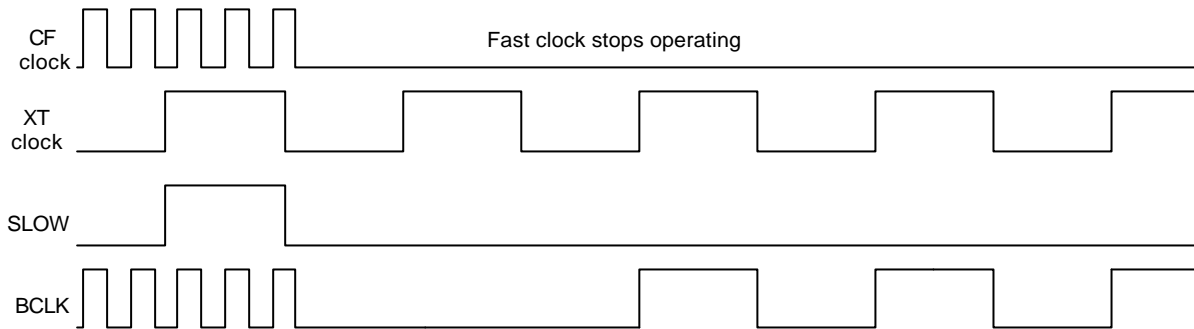 CF
clock
Fast clock stops operating
XT
clock
SLOW
BCLK